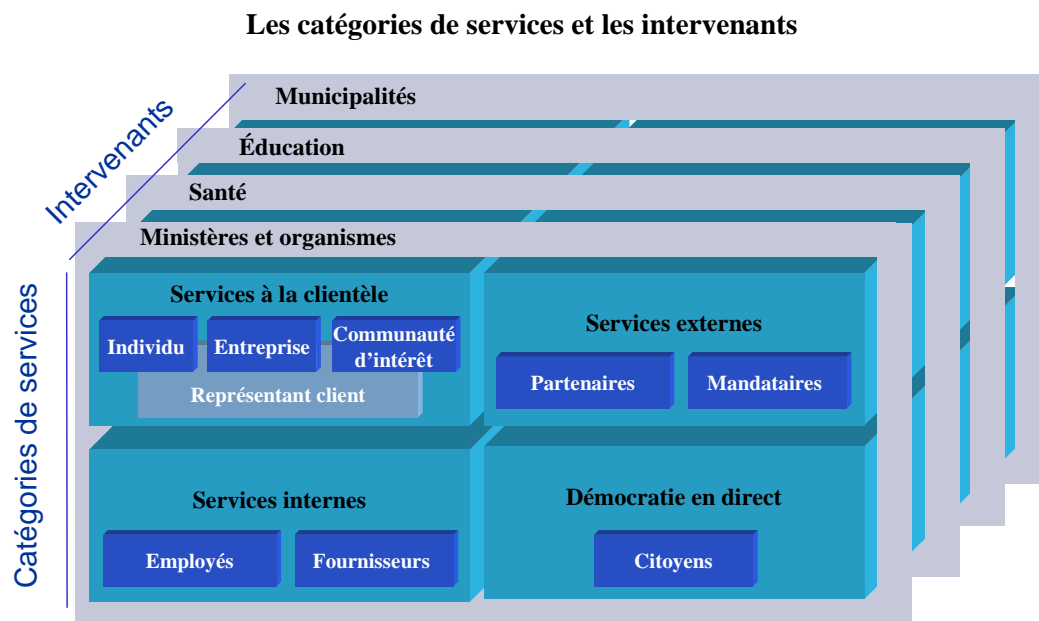 Les catégories de services et les intervenants
Intervenants
Municipalités
Éducation
Santé
Ministères et organismes
Catégories de services
Services à la clientèle
Individu
Entreprise
Communauté
d'intérêt
Représentant client
Services externes
Partenaires
Mandataires
Services internes
Employés
Fournisseurs
Démocratie en direct
Citoyens